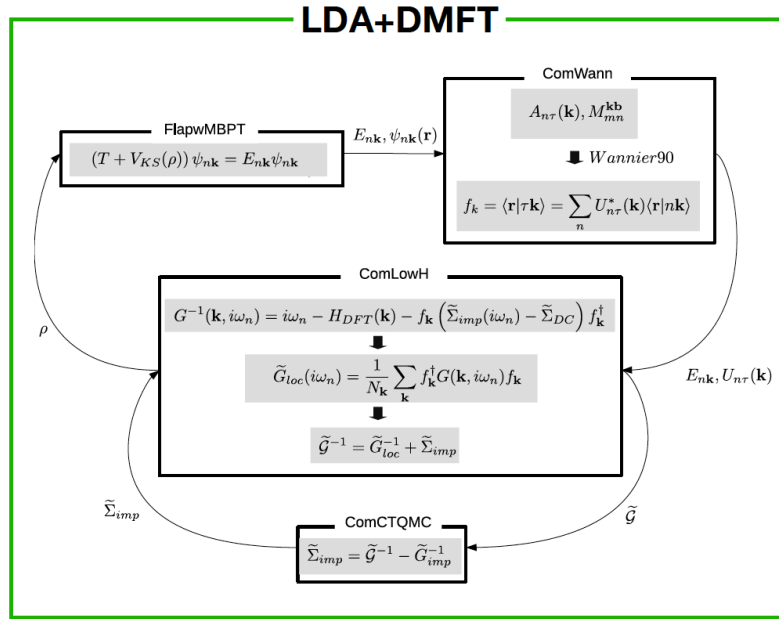 LDA+DMFT
FlapwMBPT
(T + V_{KS}(ρ)) ψ_{n𝐤} = E_{n𝐤}ψ_{n𝐤}
E_{n𝐤}, ψ_{n𝐤}(𝐫)
ComWann
A_{nτ}(𝐤), M_{mn}^{𝐤𝐛}
Wannier90
f_k = ⟨𝐫|τ𝐤⟩ = ∑_n U*_{nτ}(𝐤)⟨𝐫|n𝐤⟩
ComLowH
G^{-1}(𝐤, iω_n) = iω_n − H_{DFT}(𝐤) − f_𝐤 (Σ̃_{imp}(iω_n) − Σ̃_{DC}) f_𝐤^†
G̃_{loc}(iω_n) = 1/N_𝐤 ∑_𝐤 f_𝐤^† G(𝐤, iω_n) f_𝐤
𝒢̃^{-1} = G̃_{loc}^{-1} + Σ̃_{imp}
ρ
E_{n𝐤}, U_{nτ}(𝐤)
Σ̃_{imp}
𝒢̃
ComCTQMC
Σ̃_{imp} = 𝒢̃^{-1} − G̃_{imp}^{-1}